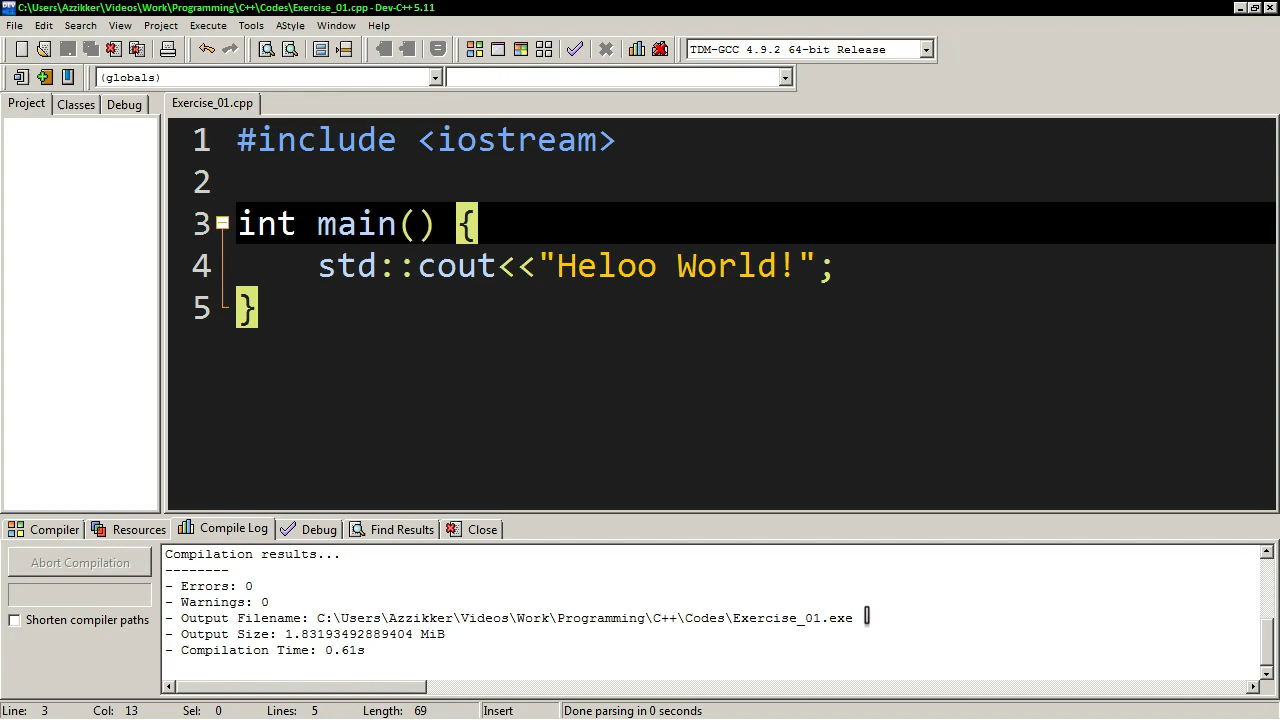 C:\Users\Azzikker\Videos\Work\Programming\C++\Codes\Exercise_01.cpp - Dev-C++ 5.11
File Edit Search View Project Execute Tools AStyle Window Help
TDM-GCC 4.9.2 64-bit Release
(globals)
Project Classes Debug Exercise_01.cpp
1 #include <iostream>
2
3 int main() {
4 std::cout<<"Heloo World!";
5 }
Compiler Resources Compile Log Debug Find Results Close
Abort Compilation
Shorten compiler paths
Compilation results...
--------
- Errors: 0
- Warnings: 0
- Output Filename: C:\Users\Azzikker\Videos\Work\Programming\C++\Codes\Exercise_01.exe
- Output Size: 1.83193492889404 MiB
- Compilation Time: 0.61s
Line: 3 Col: 13 Sel: 0 Lines: 5 Length: 69 Insert Done parsing in 0 seconds